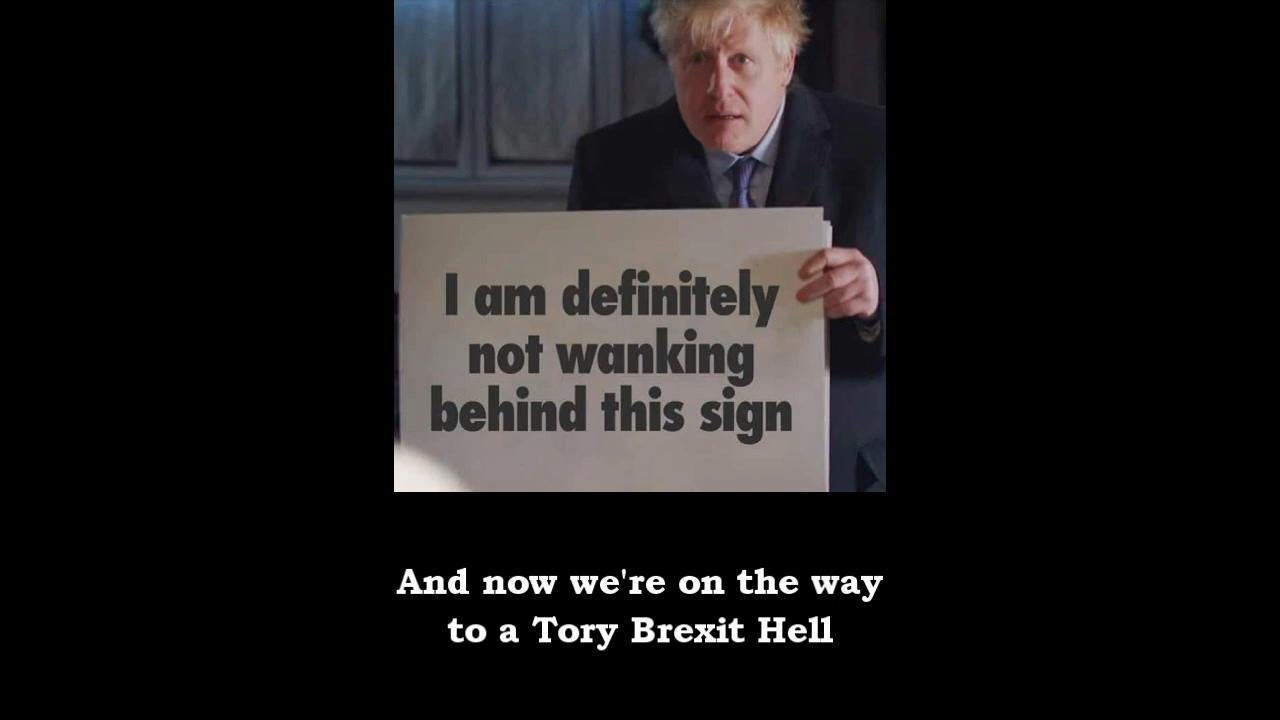 I am definitely
not wanking
behind this sign
And now we're on the way
to a Tory Brexit Hell